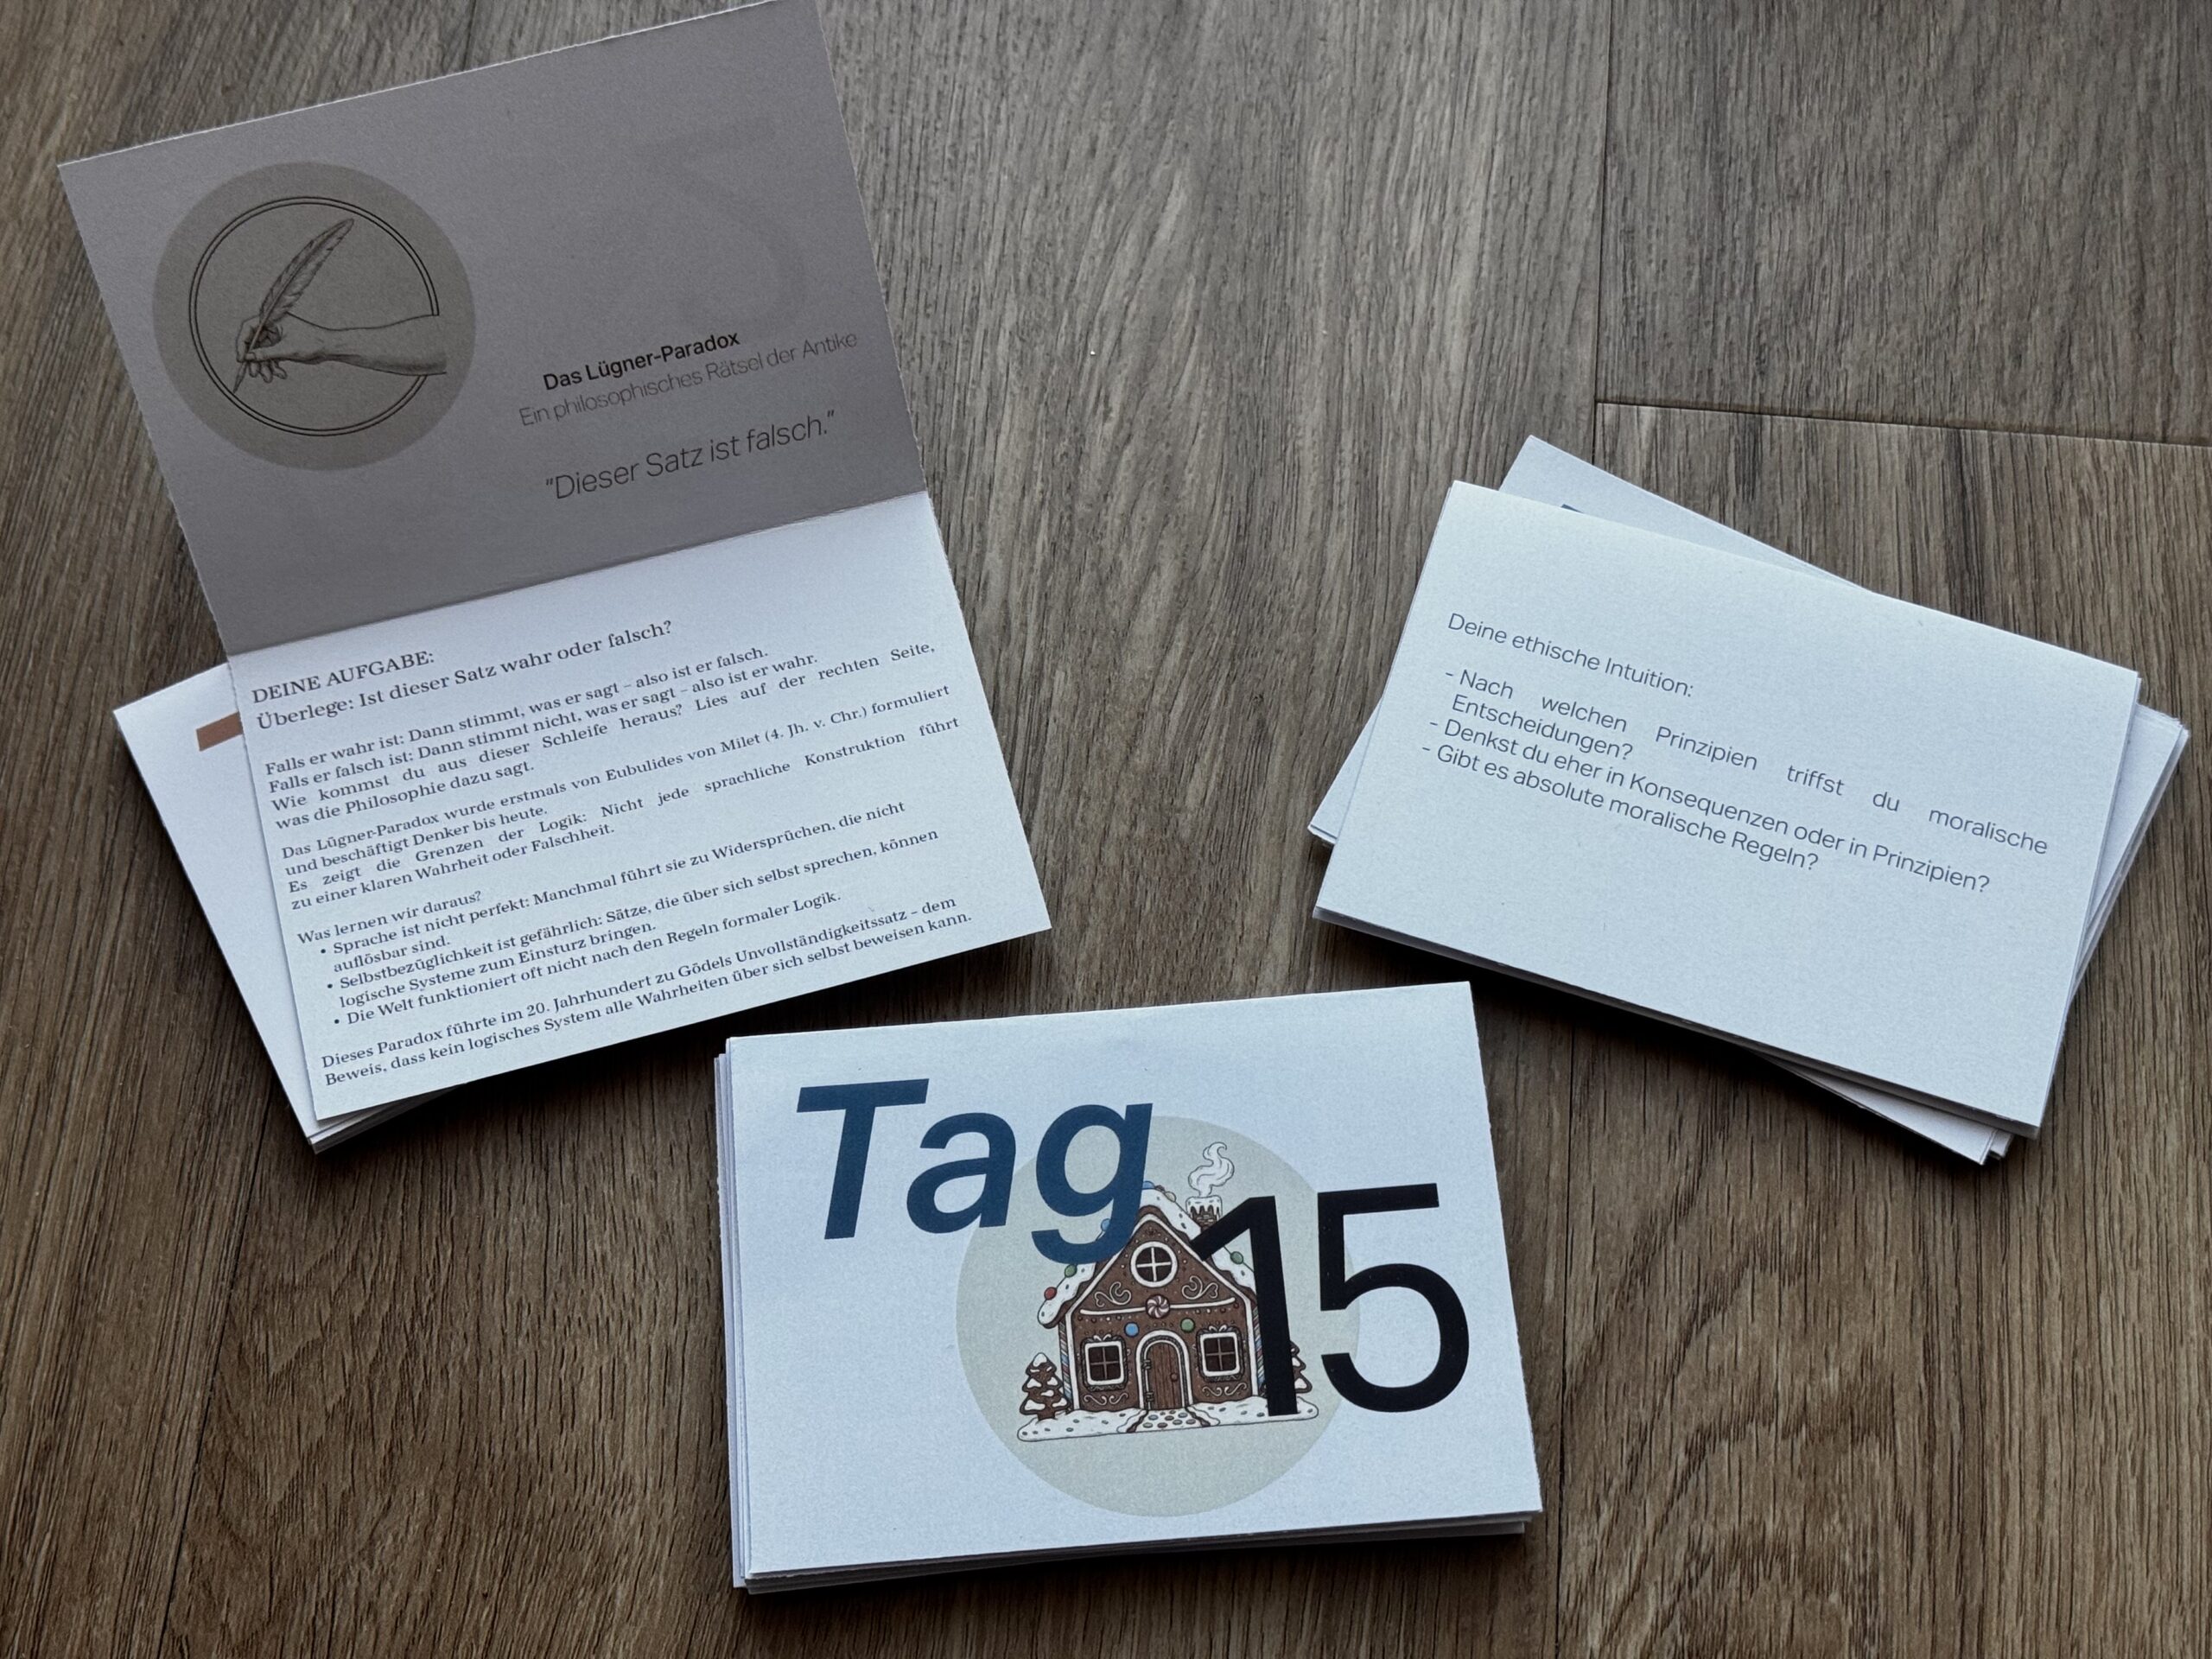 Das Lügner-Paradox
Ein philosophisches Rätsel der Antike
"Dieser Satz ist falsch."
DEINE AUFGABE:
Überlege: Ist dieser Satz wahr oder falsch?
Falls er wahr ist: Dann stimmt, was er sagt – also ist er falsch.
Falls er falsch ist: Dann stimmt nicht, was er sagt – also ist er wahr.
Wie kommst du aus dieser Schleife heraus? Lies auf der rechten Seite,
was die Philosophie dazu sagt.
Das Lügner-Paradox wurde erstmals von Eubulides von Milet (4. Jh. v. Chr.) formuliert
und beschäftigt Denker bis heute.
Es zeigt die Grenzen der Logik: Nicht jede sprachliche Konstruktion führt
zu einer klaren Wahrheit oder Falschheit.
Was lernen wir daraus?
• Sprache ist nicht perfekt: Manchmal führt sie zu Widersprüchen, die nicht
auflösbar sind.
• Selbstbezüglichkeit ist gefährlich: Sätze, die über sich selbst sprechen, können
logische Systeme zum Einsturz bringen.
• Die Welt funktioniert oft nicht nach den Regeln formaler Logik.
Dieses Paradox führte im 20. Jahrhundert zu Gödels Unvollständigkeitssatz – dem
Beweis, dass kein logisches System alle Wahrheiten über sich selbst beweisen kann.
Deine ethische Intuition:
- Nach welchen Prinzipien triffst du moralische
Entscheidungen?
- Denkst du eher in Konsequenzen oder in Prinzipien?
- Gibt es absolute moralische Regeln?
Tag
15